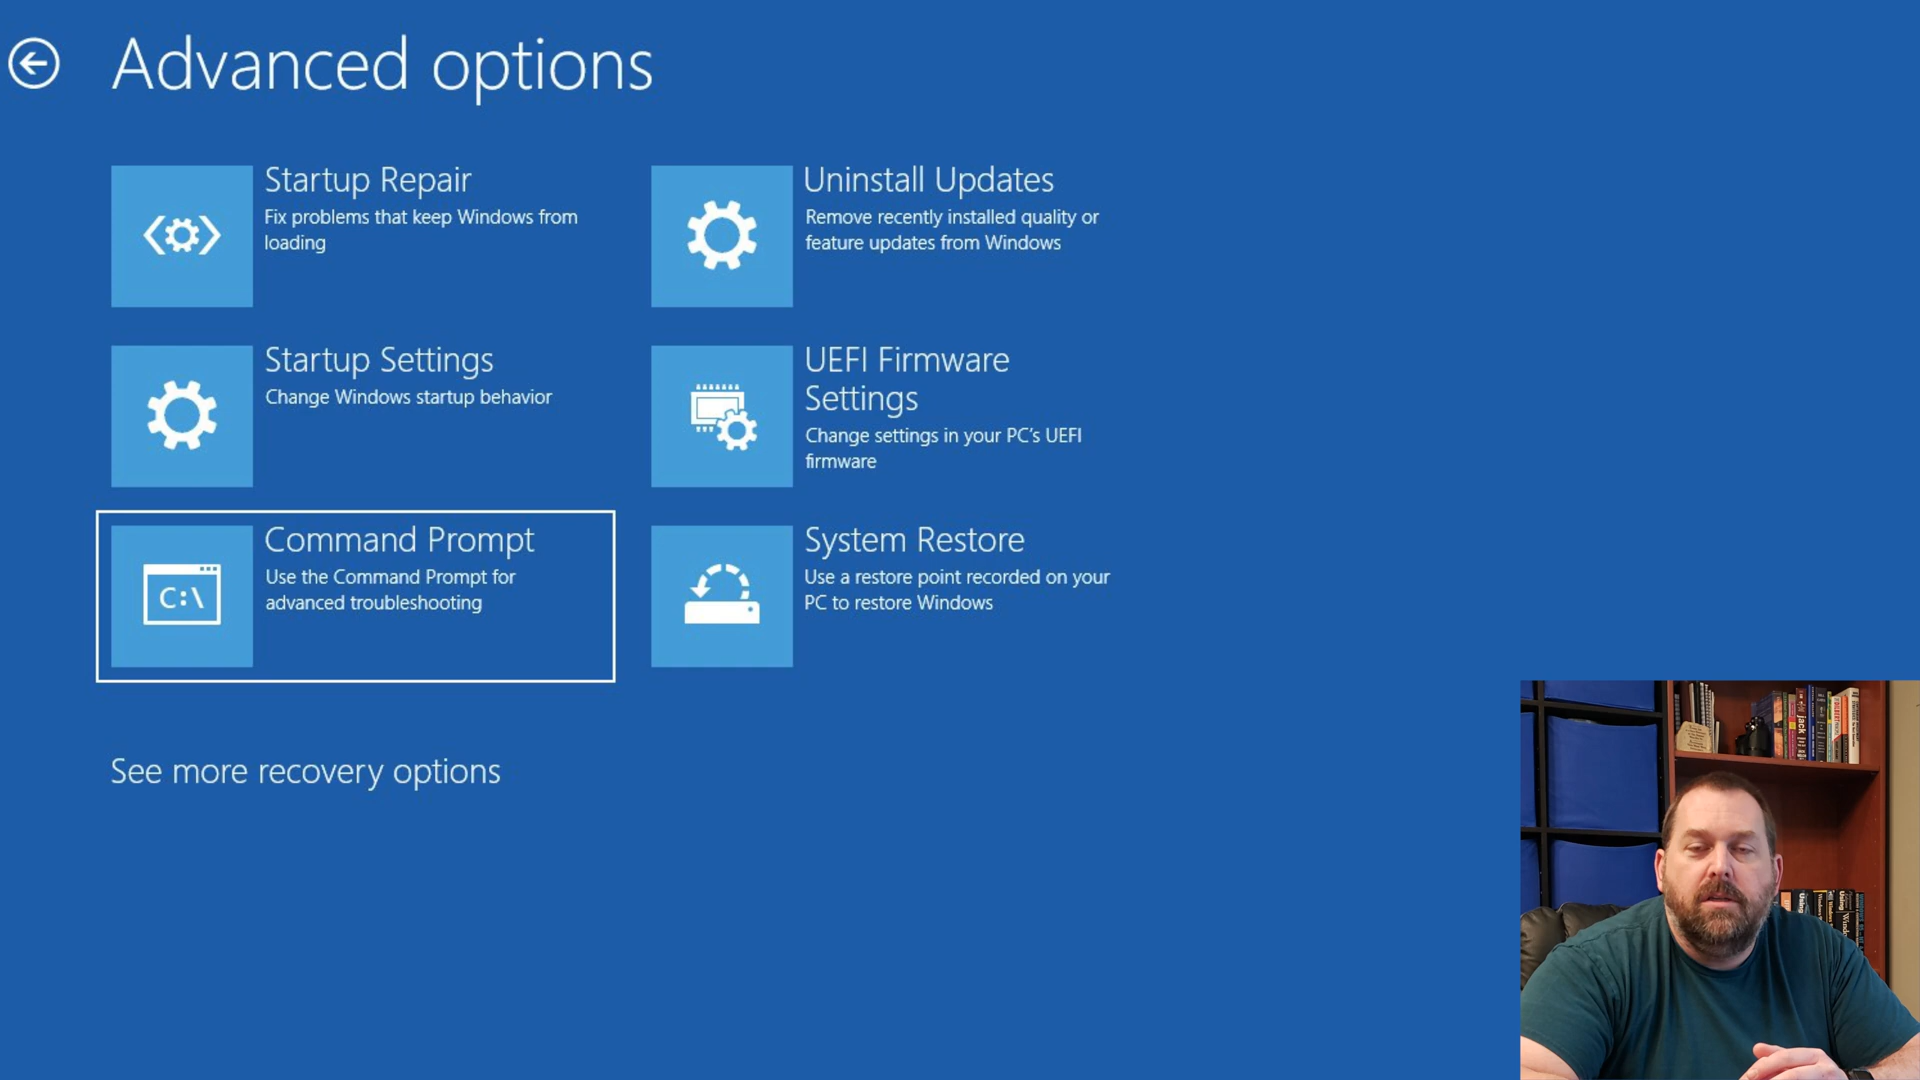 Advanced options
Startup Repair
Fix problems that keep Windows from
loading
Uninstall Updates
Remove recently installed quality or
feature updates from Windows
Startup Settings
Change Windows startup behavior
UEFI Firmware
Settings
Change settings in your PC's UEFI
firmware
Command Prompt
Use the Command Prompt for
advanced troubleshooting
C:\
System Restore
Use a restore point recorded on your
PC to restore Windows
See more recovery options
jack
Using